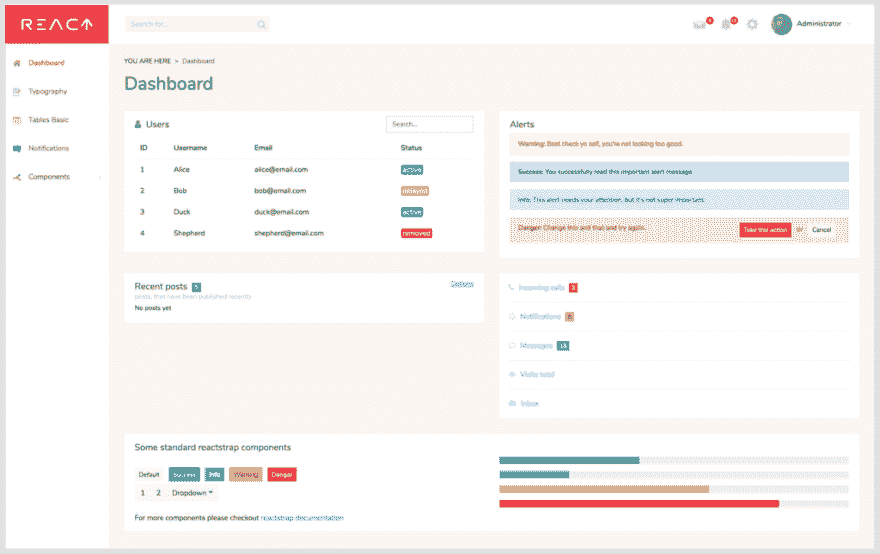 REACT
Search for...
4
12
Administrator
Dashboard
Typography
Tables Basic
Notifications
Components
YOU ARE HERE > Dashboard
Dashboard
Users
Search...
ID Username Email Status
1 Alice alice@email.com active
2 Bob bob@email.com delayed
3 Duck duck@email.com active
4 Shepherd shepherd@email.com removed
Alerts
Warning: Best check yo self, you're not looking too good.
Success: You successfully read this important alert message.
Info: This alert needs your attention, but it's not super important.
Danger: Change this and that and try again. Take this action or Cancel
Recent posts 5 Options
posts, that have been published recently
No posts yet
Incoming calls 3
Notifications 6
Messages 18
Visits total
Inbox
Some standard reactstrap components
Default Success Info Warning Danger
1 2 Dropdown
For more components please checkout reactstrap documentation